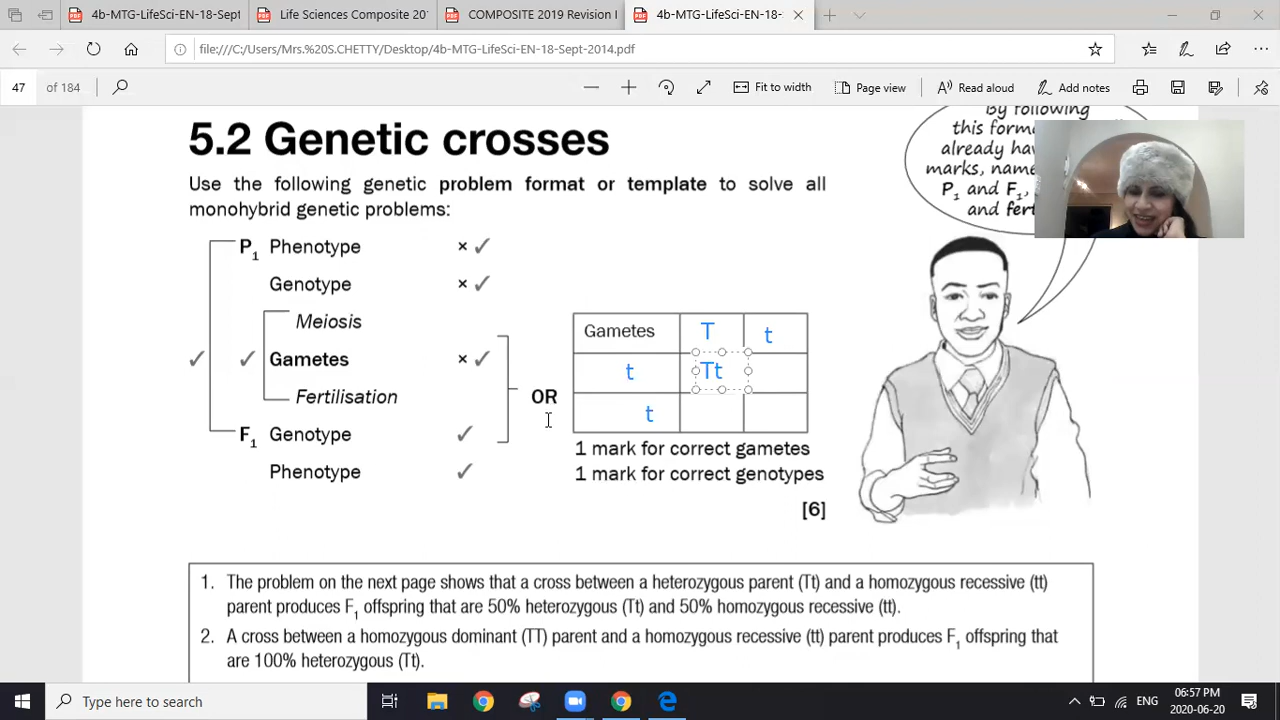 4b-MTG-LifeSci-EN-18-Sept
Life Sciences Composite 20
COMPOSITE 2019 Revision
4b-MTG-LifeSci-EN-18-
file:///C:/Users/Mrs.%20S.CHETTY/Desktop/4b-MTG-LifeSci-EN-18-Sept-2014.pdf
47 of 184
Fit to width
Page view
Read aloud
Add notes
By following
this form
already hav
marks, name
P1 and F1,
and fert
5.2 Genetic crosses
Use the following genetic problem format or template to solve all
monohybrid genetic problems:
P1 Phenotype × ✓
Genotype × ✓
Meiosis
✓ ✓ Gametes × ✓
Fertilisation
F1 Genotype ✓
Phenotype ✓
OR
Gametes T t
t Tt
t
1 mark for correct gametes
1 mark for correct genotypes
[6]
1. The problem on the next page shows that a cross between a heterozygous parent (Tt) and a homozygous recessive (tt)
parent produces F1 offspring that are 50% heterozygous (Tt) and 50% homozygous recessive (tt).
2. A cross between a homozygous dominant (TT) parent and a homozygous recessive (tt) parent produces F1 offspring that
are 100% heterozygous (Tt).
Type here to search
ENG
06:57 PM
2020-06-20